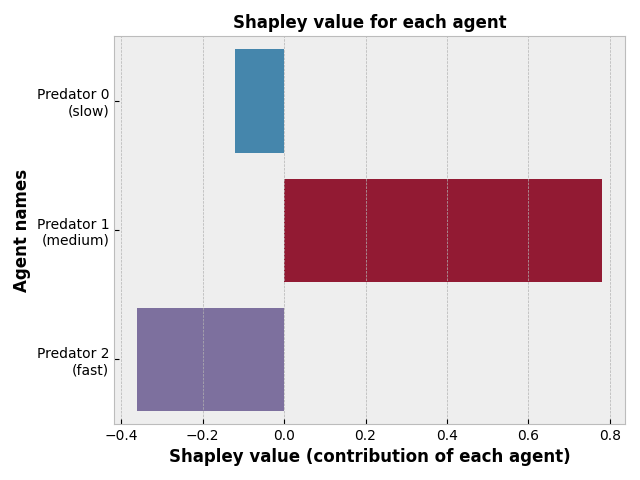 Shapley value for each agent
Agent names
Predator 0
(slow)
Predator 1
(medium)
Predator 2
(fast)
−0.4 −0.2 0.0 0.2 0.4 0.6 0.8
Shapley value (contribution of each agent)